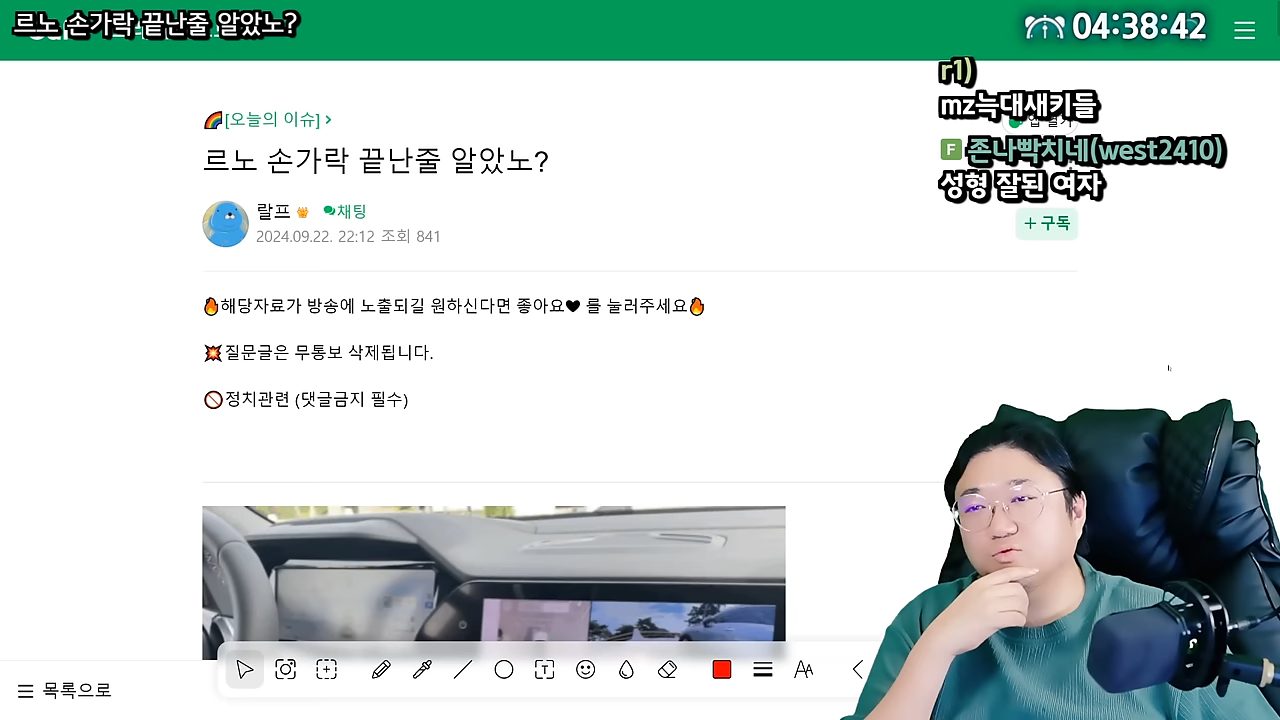 르노 손가락 끝난줄 알았노?
04:38:42
r1)
mz늑대새키들
F 존나빡치네(west2410)
성형 잘된 여자
🌈[오늘의 이슈] >
르노 손가락 끝난줄 알았노?
랄프 채팅
2024.09.22. 22:12 조회 841
+ 구독
🔥해당자료가 방송에 노출되길 원하신다면 좋아요🖤 를 눌러주세요🔥
💥질문글은 무통보 삭제됩니다.
🚫정치관련 (댓글금지 필수)
T
AA
목록으로